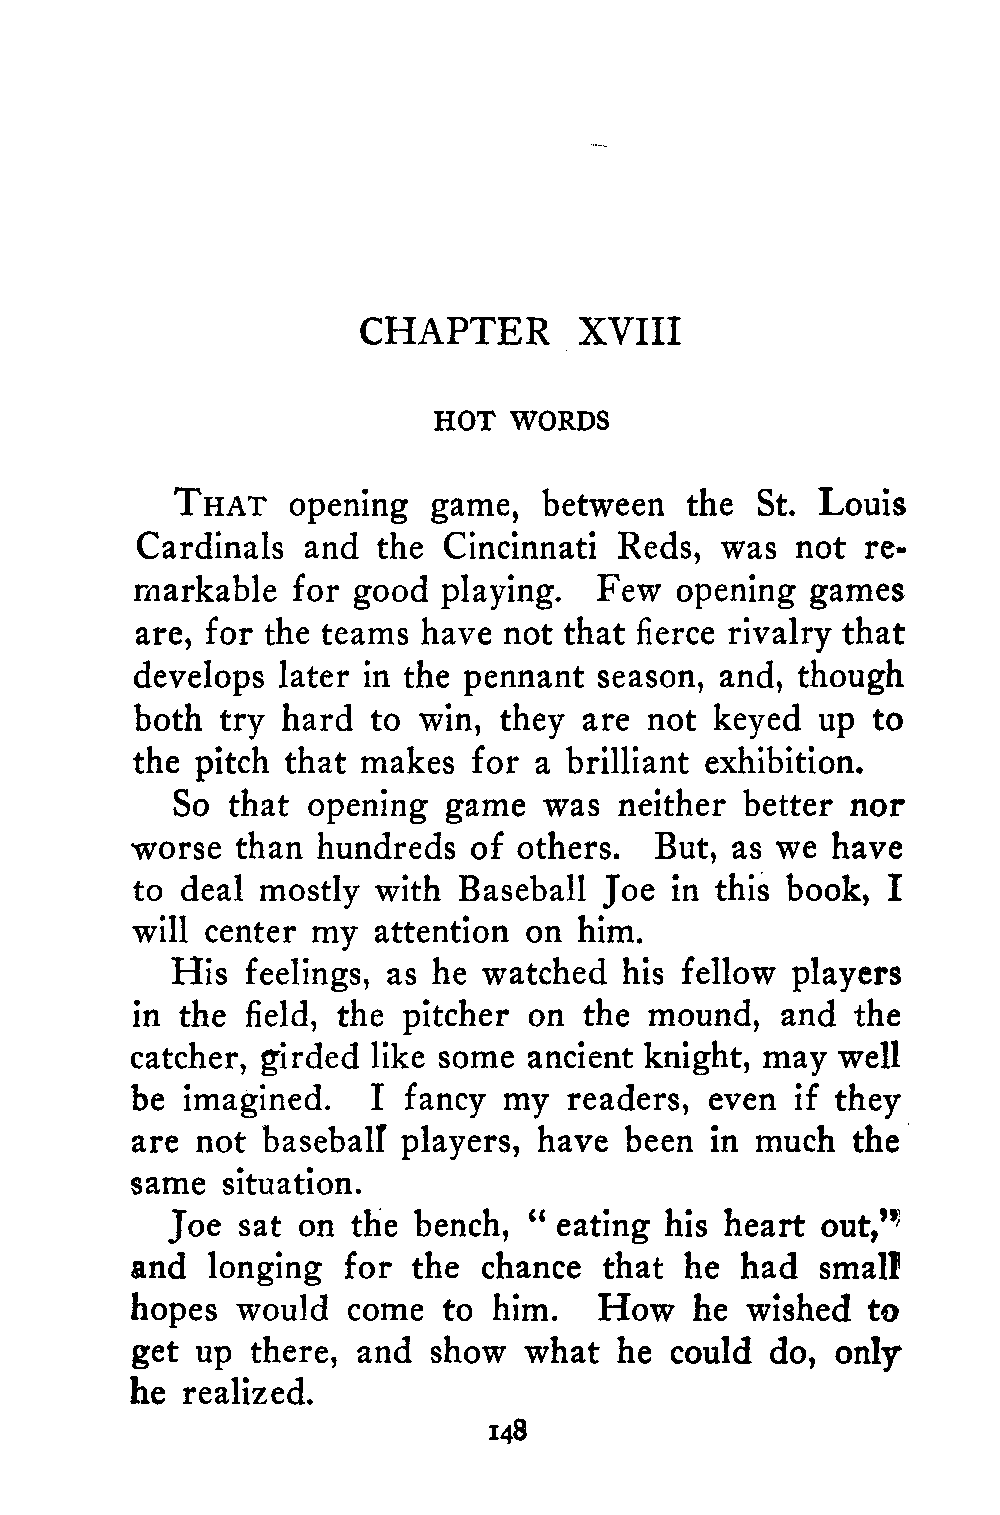 CHAPTER XVIII
HOT WORDS
THAT opening game, between the St. Louis
Cardinals and the Cincinnati Reds, was not re-
markable for good playing. Few opening games
are, for the teams have not that fierce rivalry that
develops later in the pennant season, and, though
both try hard to win, they are not keyed up to
the pitch that makes for a brilliant exhibition.
So that opening game was neither better nor
worse than hundreds of others. But, as we have
to deal mostly with Baseball Joe in this book, I
will center my attention on him.
His feelings, as he watched his fellow players
in the field, the pitcher on the mound, and the
catcher, girded like some ancient knight, may well
be imagined. I fancy my readers, even if they
are not baseball players, have been in much the
same situation.
Joe sat on the bench, "eating his heart out,"
and longing for the chance that he had small
hopes would come to him. How he wished to
get up there, and show what he could do, only
he realized.
148